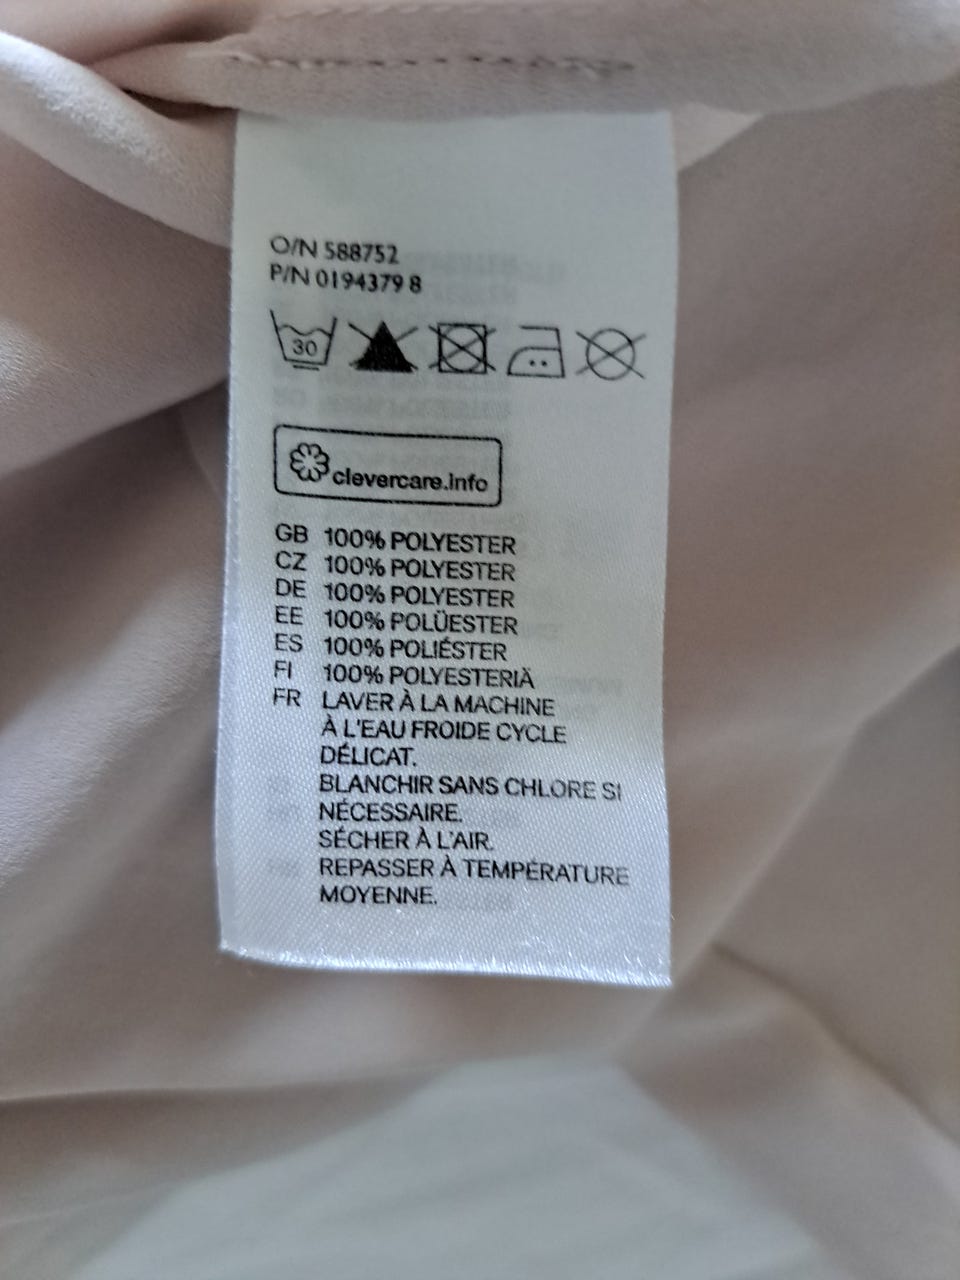 O/N 588752
P/N 0194379 8
30
clevercare.info
GB 100% POLYESTER
CZ 100% POLYESTER
DE 100% POLYESTER
EE 100% POLÜESTER
ES 100% POLIÉSTER
FI 100% POLYESTERIÄ
FR LAVER À LA MACHINE
À L'EAU FROIDE CYCLE
DÉLICAT.
BLANCHIR SANS CHLORE SI
NÉCESSAIRE.
SÉCHER À L'AIR.
REPASSER À TEMPÉRATURE
MOYENNE.